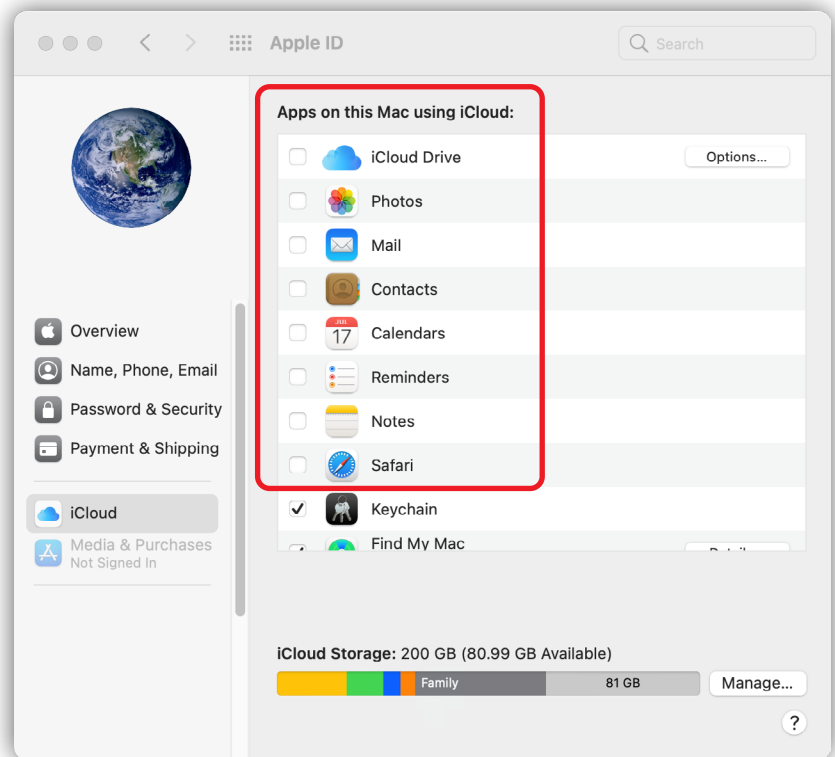 Apple ID
Search
Apps on this Mac using iCloud:
iCloud Drive
Options...
Photos
Mail
Contacts
JUL
17
Calendars
Reminders
Notes
Safari
Keychain
Find My Mac
Overview
Name, Phone, Email
Password & Security
Payment & Shipping
iCloud
Media & Purchases
Not Signed In
iCloud Storage: 200 GB (80.99 GB Available)
Family
81 GB
Manage...
?